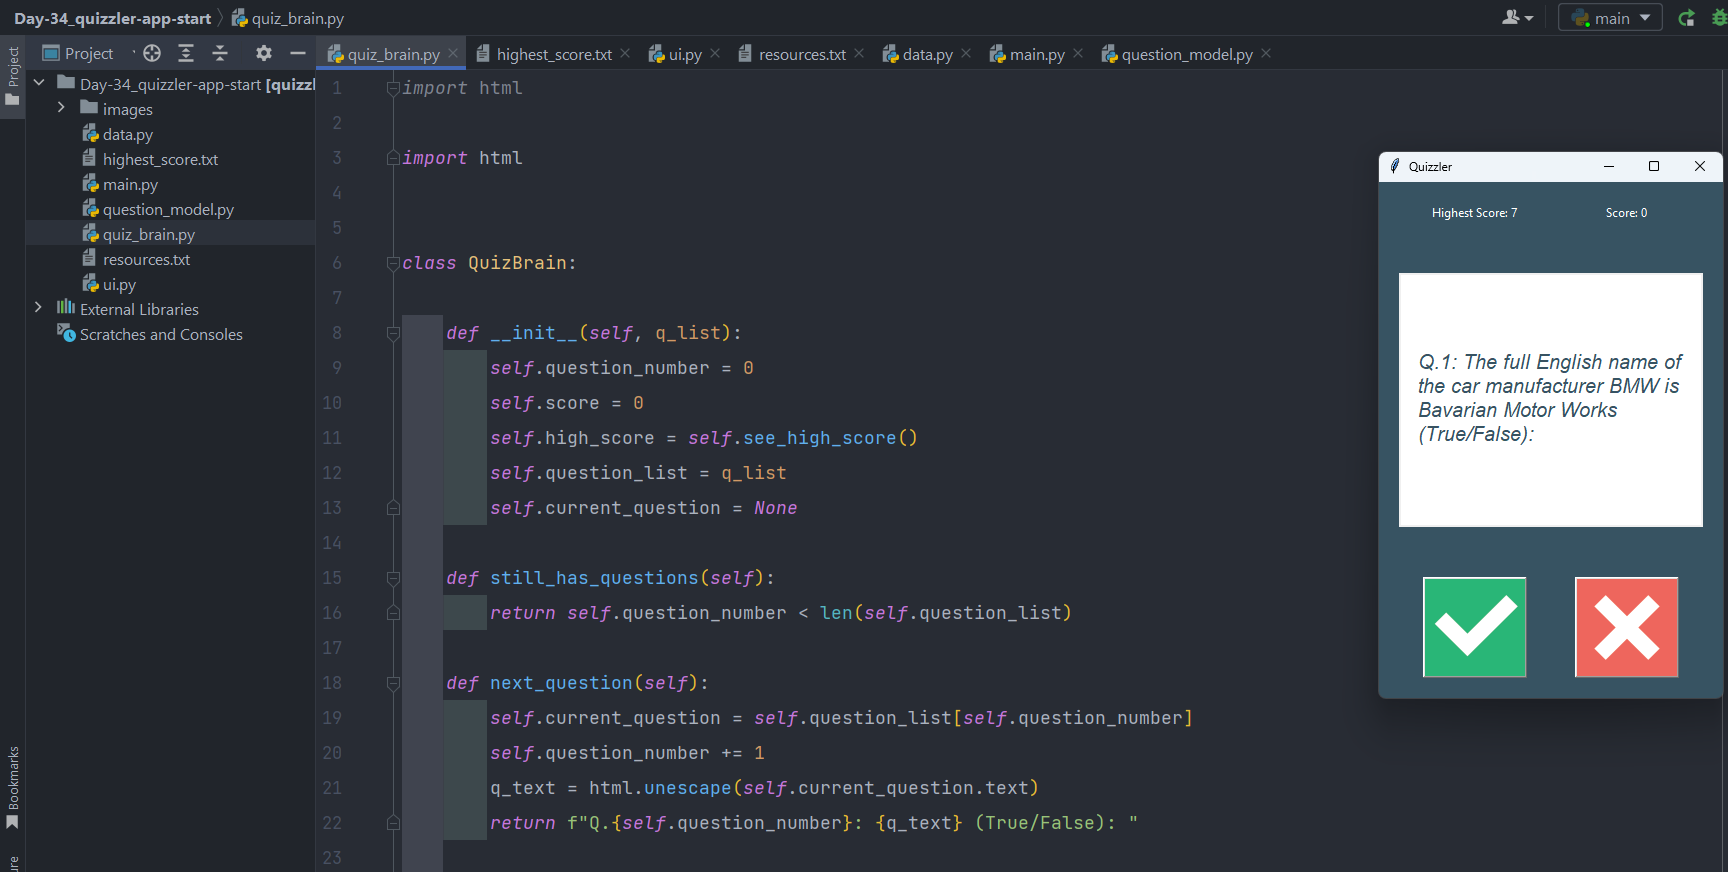 Day-34_quizzler-app-start
quiz_brain.py
main
Project
quiz_brain.py
highest_score.txt
ui.py
resources.txt
data.py
main.py
question_model.py
Project
Day-34_quizzler-app-start [quizzl
images
data.py
highest_score.txt
main.py
question_model.py
quiz_brain.py
resources.txt
ui.py
External Libraries
Scratches and Consoles
Bookmarks
ure
1 import html
2
3 import html
4
5
6 class QuizBrain:
7
8 def __init__(self, q_list):
9 self.question_number = 0
10 self.score = 0
11 self.high_score = self.see_high_score()
12 self.question_list = q_list
13 self.current_question = None
14
15 def still_has_questions(self):
16 return self.question_number < len(self.question_list)
17
18 def next_question(self):
19 self.current_question = self.question_list[self.question_number]
20 self.question_number += 1
21 q_text = html.unescape(self.current_question.text)
22 return f"Q.{self.question_number}: {q_text} (True/False): "
23
Quizzler
Highest Score: 7
Score: 0
Q.1: The full English name of
the car manufacturer BMW is
Bavarian Motor Works
(True/False):